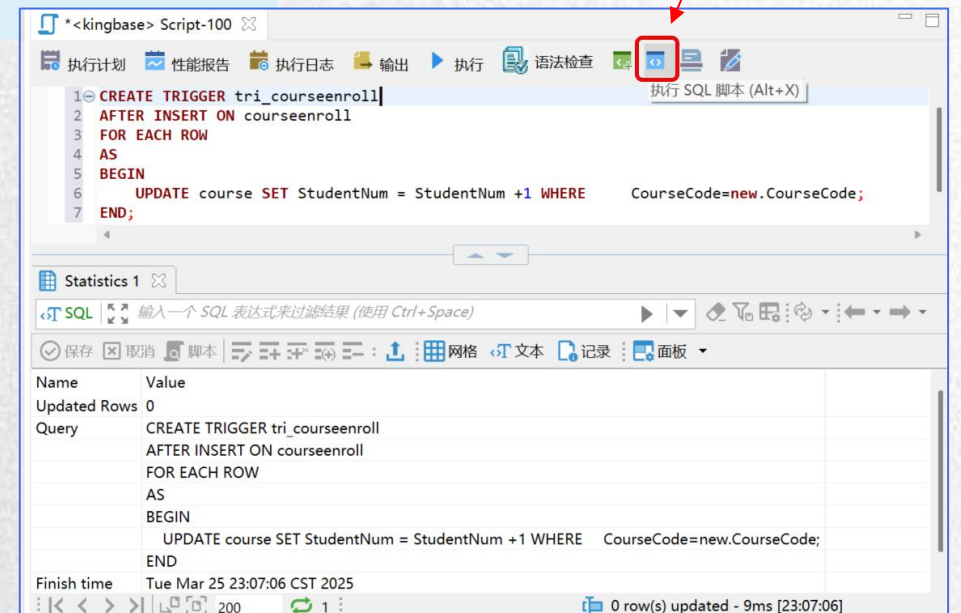 *<kingbase> Script-100
执行计划 性能报告 执行日志 输出 执行 语法检查
执行 SQL 脚本 (Alt+X)
1 CREATE TRIGGER tri_courseenroll
2 AFTER INSERT ON courseenroll
3 FOR EACH ROW
4 AS
5 BEGIN
6 UPDATE course SET StudentNum = StudentNum +1 WHERE CourseCode=new.CourseCode;
7 END;
Statistics 1
SQL 输入一个 SQL 表达式来过滤结果 (使用 Ctrl+Space)
保存 取消 脚本 网格 文本 记录 面板
Name Value
Updated Rows 0
Query CREATE TRIGGER tri_courseenroll
AFTER INSERT ON courseenroll
FOR EACH ROW
AS
BEGIN
UPDATE course SET StudentNum = StudentNum +1 WHERE CourseCode=new.CourseCode;
END
Finish time Tue Mar 25 23:07:06 CST 2025
200 1 0 row(s) updated - 9ms [23:07:06]